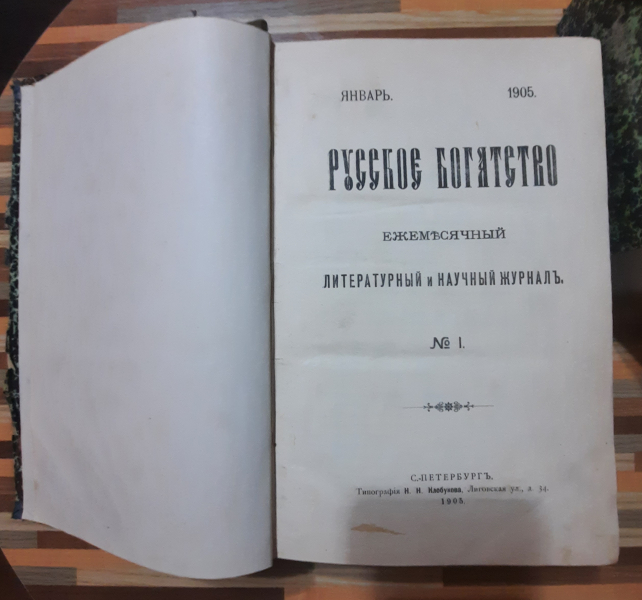 ЯНВАРЬ. 1905.
РУССКОЕ БОГАТСТВО
ЕЖЕМѢСЯЧНЫЙ
ЛИТЕРАТУРНЫЙ и НАУЧНЫЙ ЖУРНАЛЪ.
№ 1.
С.-ПЕТЕРБУРГЪ.
Типографія Н. Н. Клобукова, Лиговская ул., д. 34.
1905.